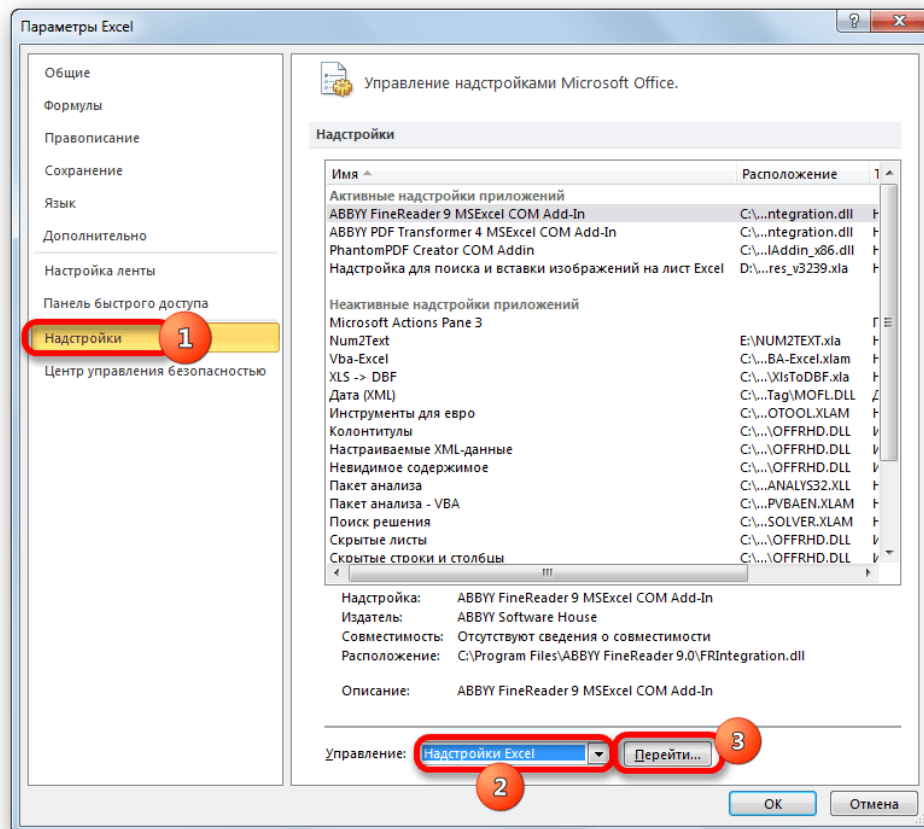 Параметры Excel
Общие
Формулы
Правописание
Сохранение
Язык
Дополнительно
Настройка ленты
Панель быстрого доступа
Надстройки 1
Центр управления безопасностью
Управление надстройками Microsoft Office.
Надстройки
Имя Расположение Т
Активные надстройки приложений
ABBYY FineReader 9 MSExcel COM Add-In C:\...ntegration.dll Н
ABBYY PDF Transformer 4 MSExcel COM Add-In C:\...ntegration.dll Н
PhantomPDF Creator COM Addin C:\...lAddin_x86.dll Н
Надстройка для поиска и вставки изображений на лист Excel D:\...res_v3239.xla Н
Неактивные надстройки приложений
Microsoft Actions Pane 3 П
Num2Text E:\NUM2TEXT.xla Н
Vba-Excel C:\...BA-Excel.xlam Н
XLS -> DBF C:\...\XlsToDBF.xla Н
Дата (XML) C:\...Tag\MOFL.DLL Д
Инструменты для евро C:\...OTOOL.XLAM Н
Колонтитулы C:\...\OFFRHD.DLL И
Настраиваемые XML-данные C:\...\OFFRHD.DLL И
Невидимое содержимое C:\...\OFFRHD.DLL И
Пакет анализа C:\...ANALYS32.XLL Н
Пакет анализа - VBA C:\...PVBAEN.XLAM Н
Поиск решения C:\...SOLVER.XLAM Н
Скрытые листы C:\...\OFFRHD.DLL И
Скрытые строки и столбцы C:\...\OFFRHD.DLL И
Надстройка: ABBYY FineReader 9 MSExcel COM Add-In
Издатель: ABBYY Software House
Совместимость: Отсутствуют сведения о совместимости
Расположение: C:\Program Files\ABBYY FineReader 9.0\FRIntegration.dll
Описание: ABBYY FineReader 9 MSExcel COM Add-In
Управление: Надстройки Excel Перейти... 3
2
ОК Отмена